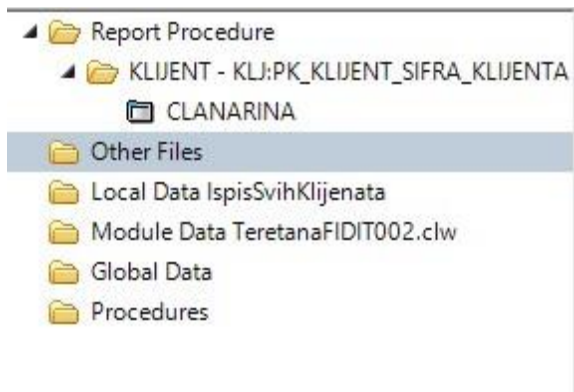 Report Procedure
KLIJENT - KLJ:PK_KLIJENT_SIFRA_KLIJENTA
CLANARINA
Other Files
Local Data IspisSvihKlijenata
Module Data TeretanaFIDIT002.clw
Global Data
Procedures